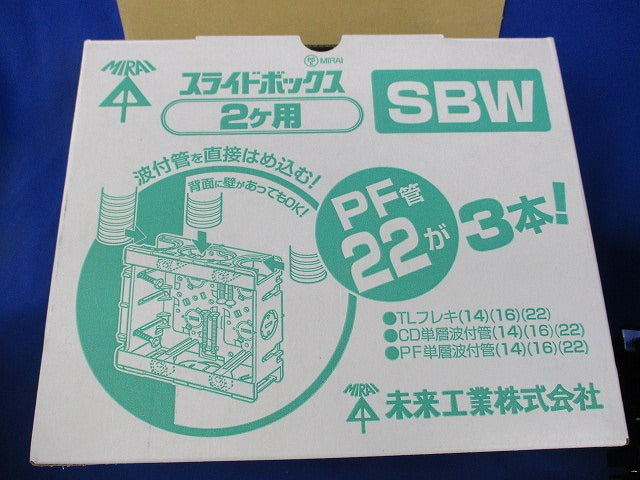 MIRAI
MIRAI
スライドボックス
2ヶ用
SBW
波付管を直接はめ込む!
背面に壁があってもOK!
PF管
22が
3本!
●TLフレキ(14)(16)(22)
●CD単層波付管(14)(16)(22)
●PF単層波付管(14)(16)(22)
MIRAI
未来工業株式会社